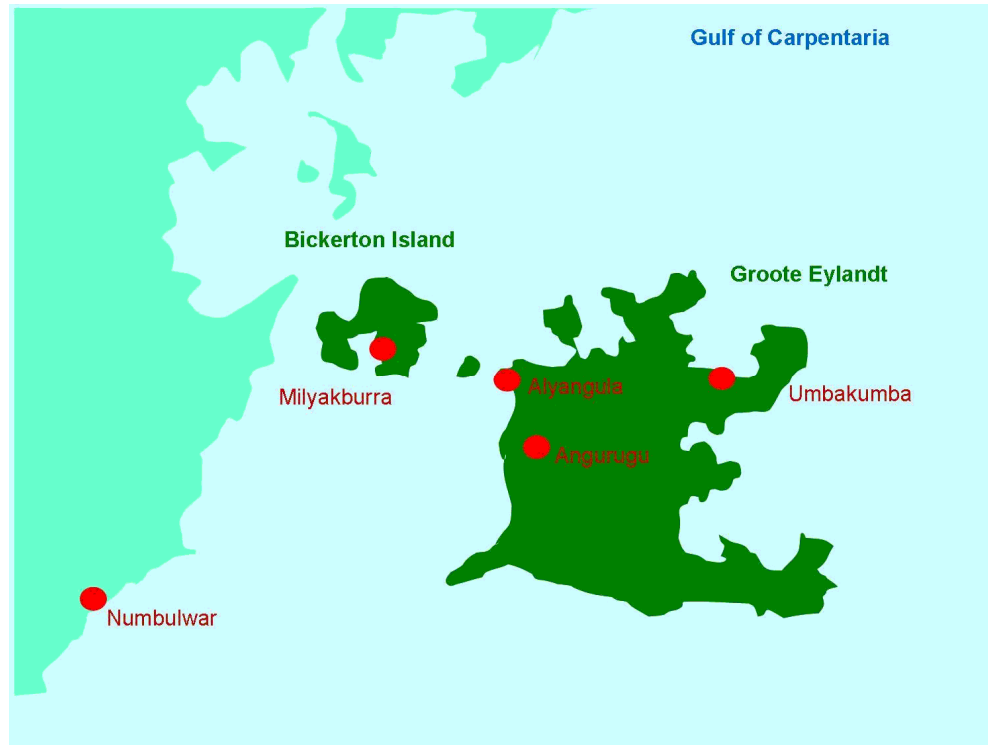 Gulf of Carpentaria
Bickerton Island
Groote Eylandt
Milyakburra
Alyangula
Umbakumba
Angurugu
Numbulwar